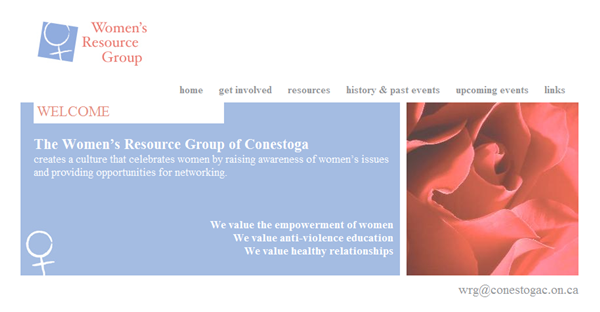 Women's
Resource
Group
home get involved resources history & past events upcoming events links
WELCOME
The Women's Resource Group of Conestoga
creates a culture that celebrates women by raising awareness of women's issues
and providing opportunities for networking.
We value the empowerment of women
We value anti-violence education
We value healthy relationships
wrg@conestogac.on.ca